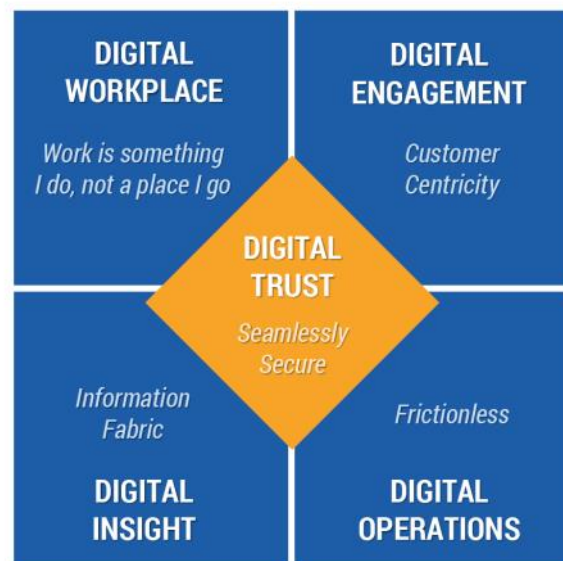 DIGITAL
WORKPLACE
Work is something
I do, not a place I go
DIGITAL
ENGAGEMENT
Customer
Centricity
DIGITAL
TRUST
Seamlessly
Secure
Information
Fabric
DIGITAL
INSIGHT
Frictionless
DIGITAL
OPERATIONS